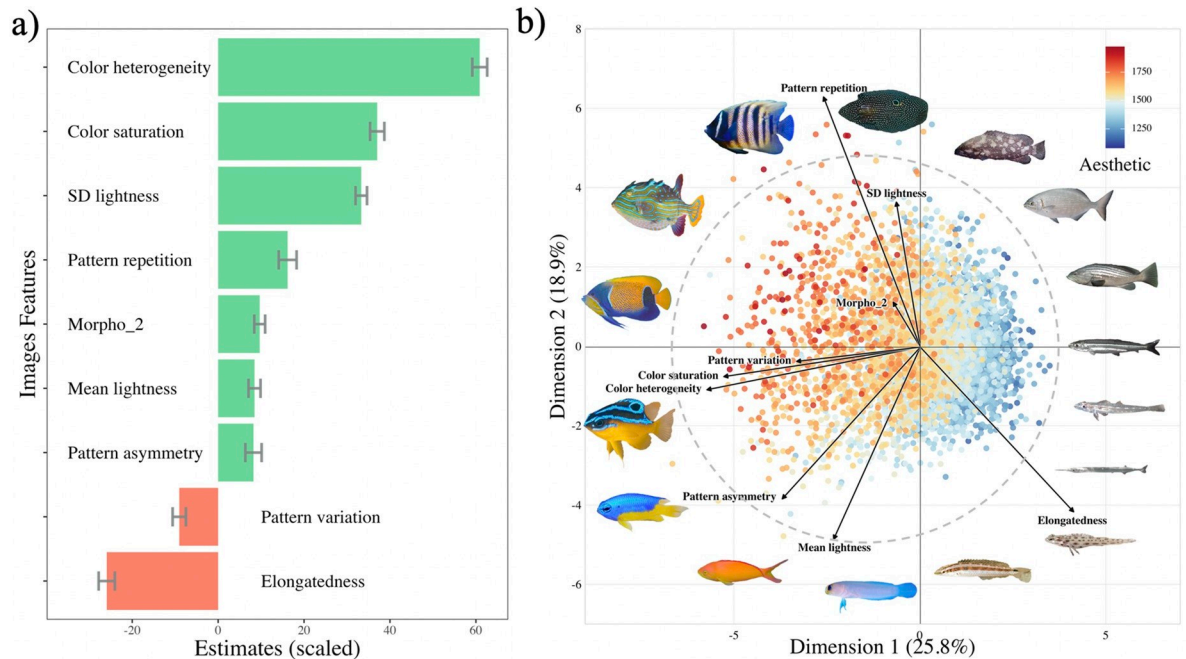 a)
Images Features
Color heterogeneity
Color saturation
SD lightness
Pattern repetition
Morpho_2
Mean lightness
Pattern asymmetry
Pattern variation
Elongatedness
-20
0
20
40
60
Estimates (scaled)
b)
Dimension 2 (18.9%)
8
6
4
2
0
-2
-4
-6
Pattern repetition
SD lightness
Morpho_2
Pattern variation
Color saturation
Color heterogeneity
Pattern asymmetry
Mean lightness
Elongatedness
1750
1500
1250
Aesthetic
-5
0
5
Dimension 1 (25.8%)